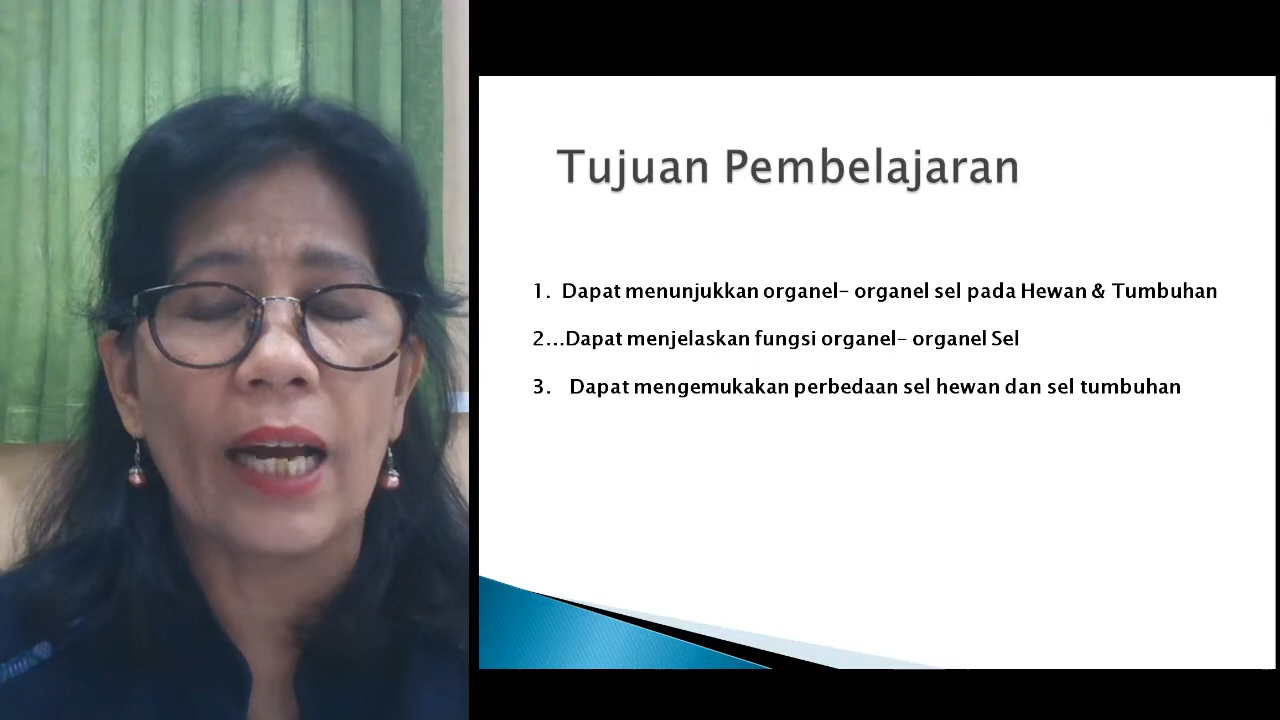 Tujuan Pembelajaran
1. Dapat menunjukkan organel- organel sel pada Hewan & Tumbuhan
2...Dapat menjelaskan fungsi organel- organel Sel
3. Dapat mengemukakan perbedaan sel hewan dan sel tumbuhan